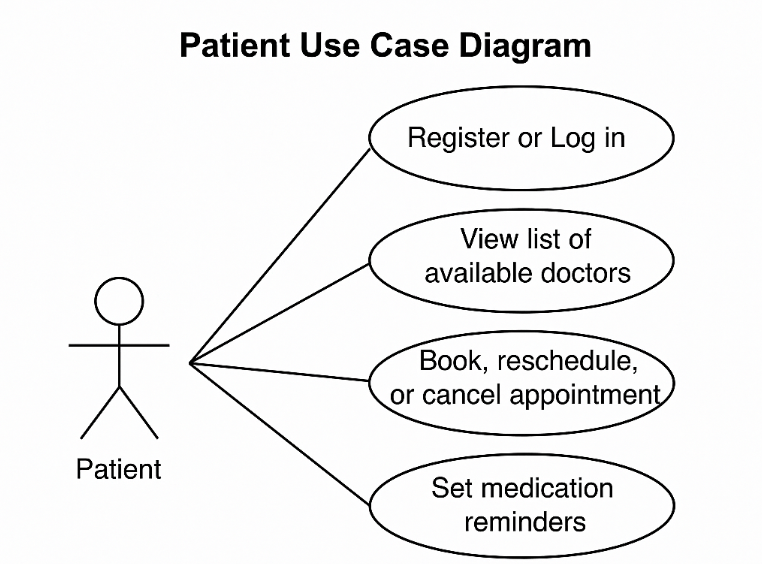 Patient Use Case Diagram
Register or Log in
View list of
available doctors
Book, reschedule,
or cancel appointment
Set medication
reminders
Patient